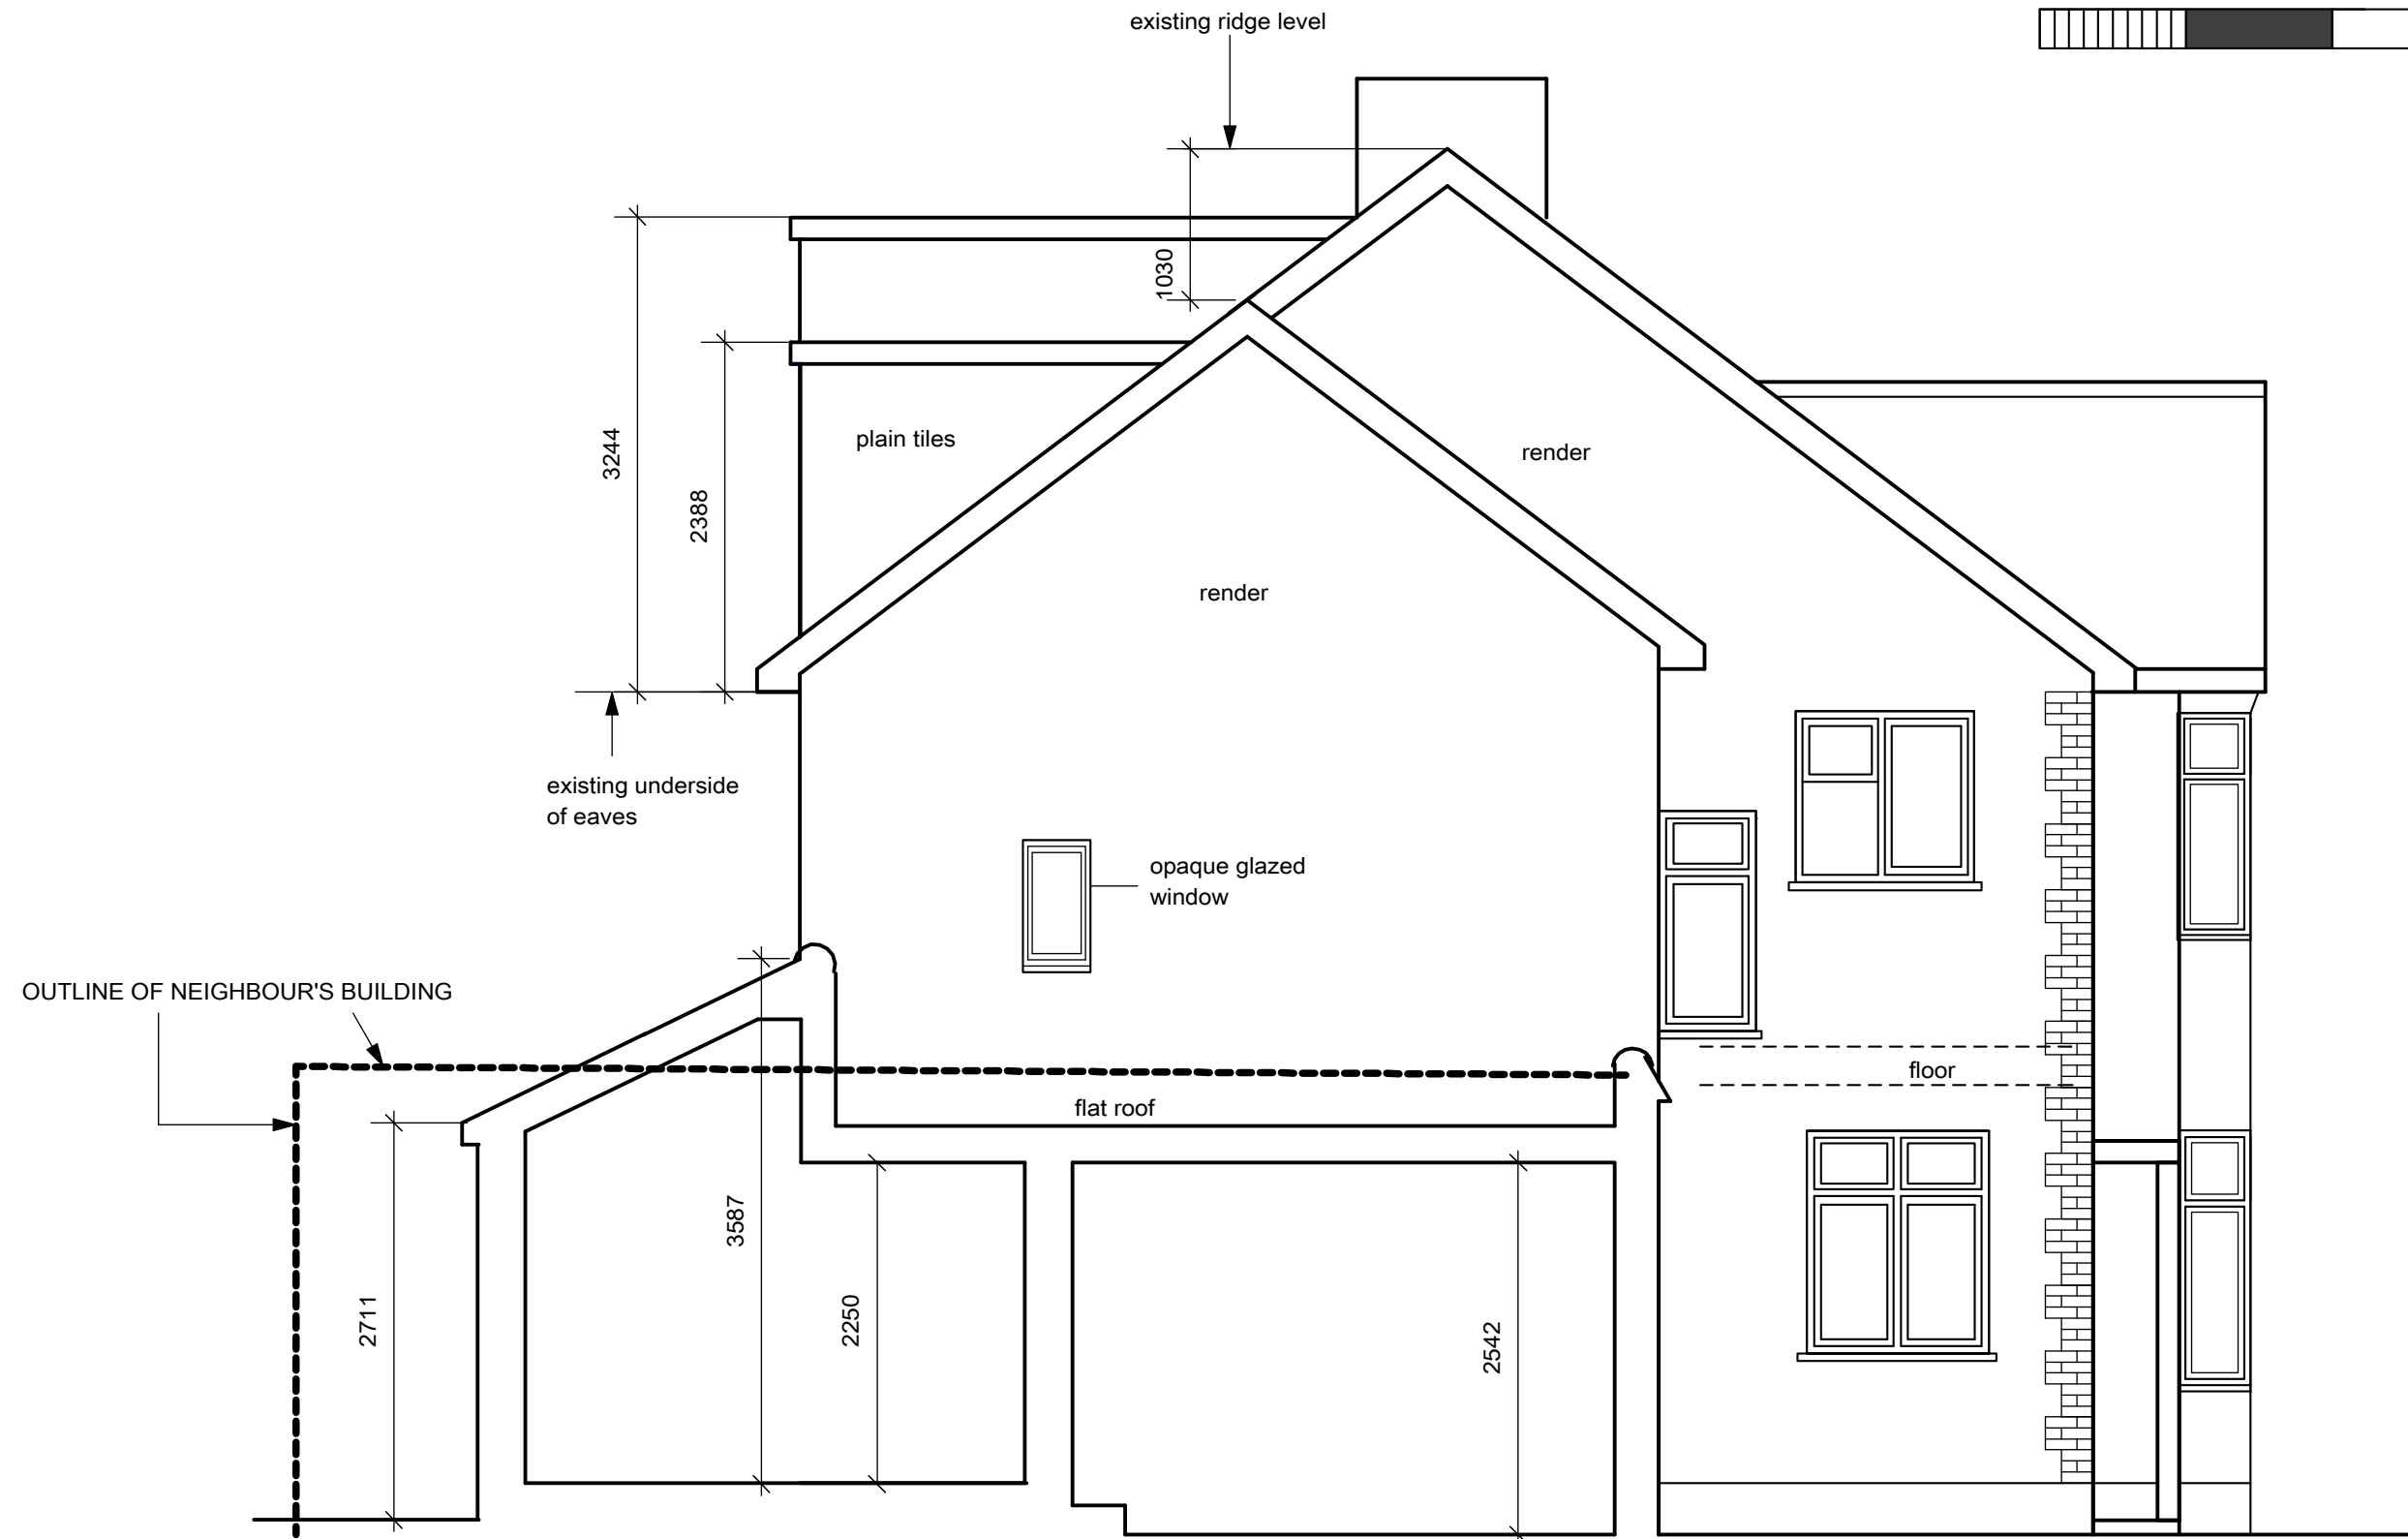 existing ridge level
1030
3244
2388
plain tiles
render
render
existing underside
of eaves
opaque glazed
window
OUTLINE OF NEIGHBOUR'S BUILDING
floor
flat roof
3587
2711
2250
2542